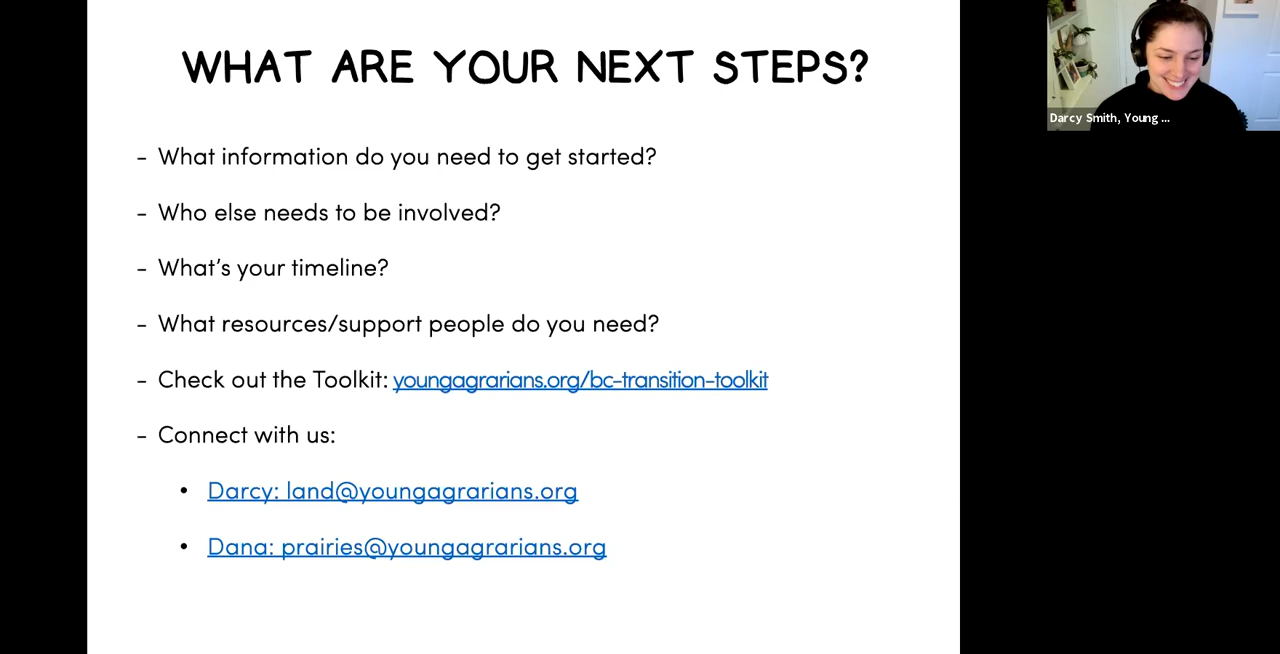 WHAT ARE YOUR NEXT STEPS?
- What information do you need to get started?
- Who else needs to be involved?
- What's your timeline?
- What resources/support people do you need?
- Check out the Toolkit: youngagrarians.org/bc-transition-toolkit
- Connect with us:
• Darcy: land@youngagrarians.org
• Dana: prairies@youngagrarians.org
Darcy Smith, Young ...